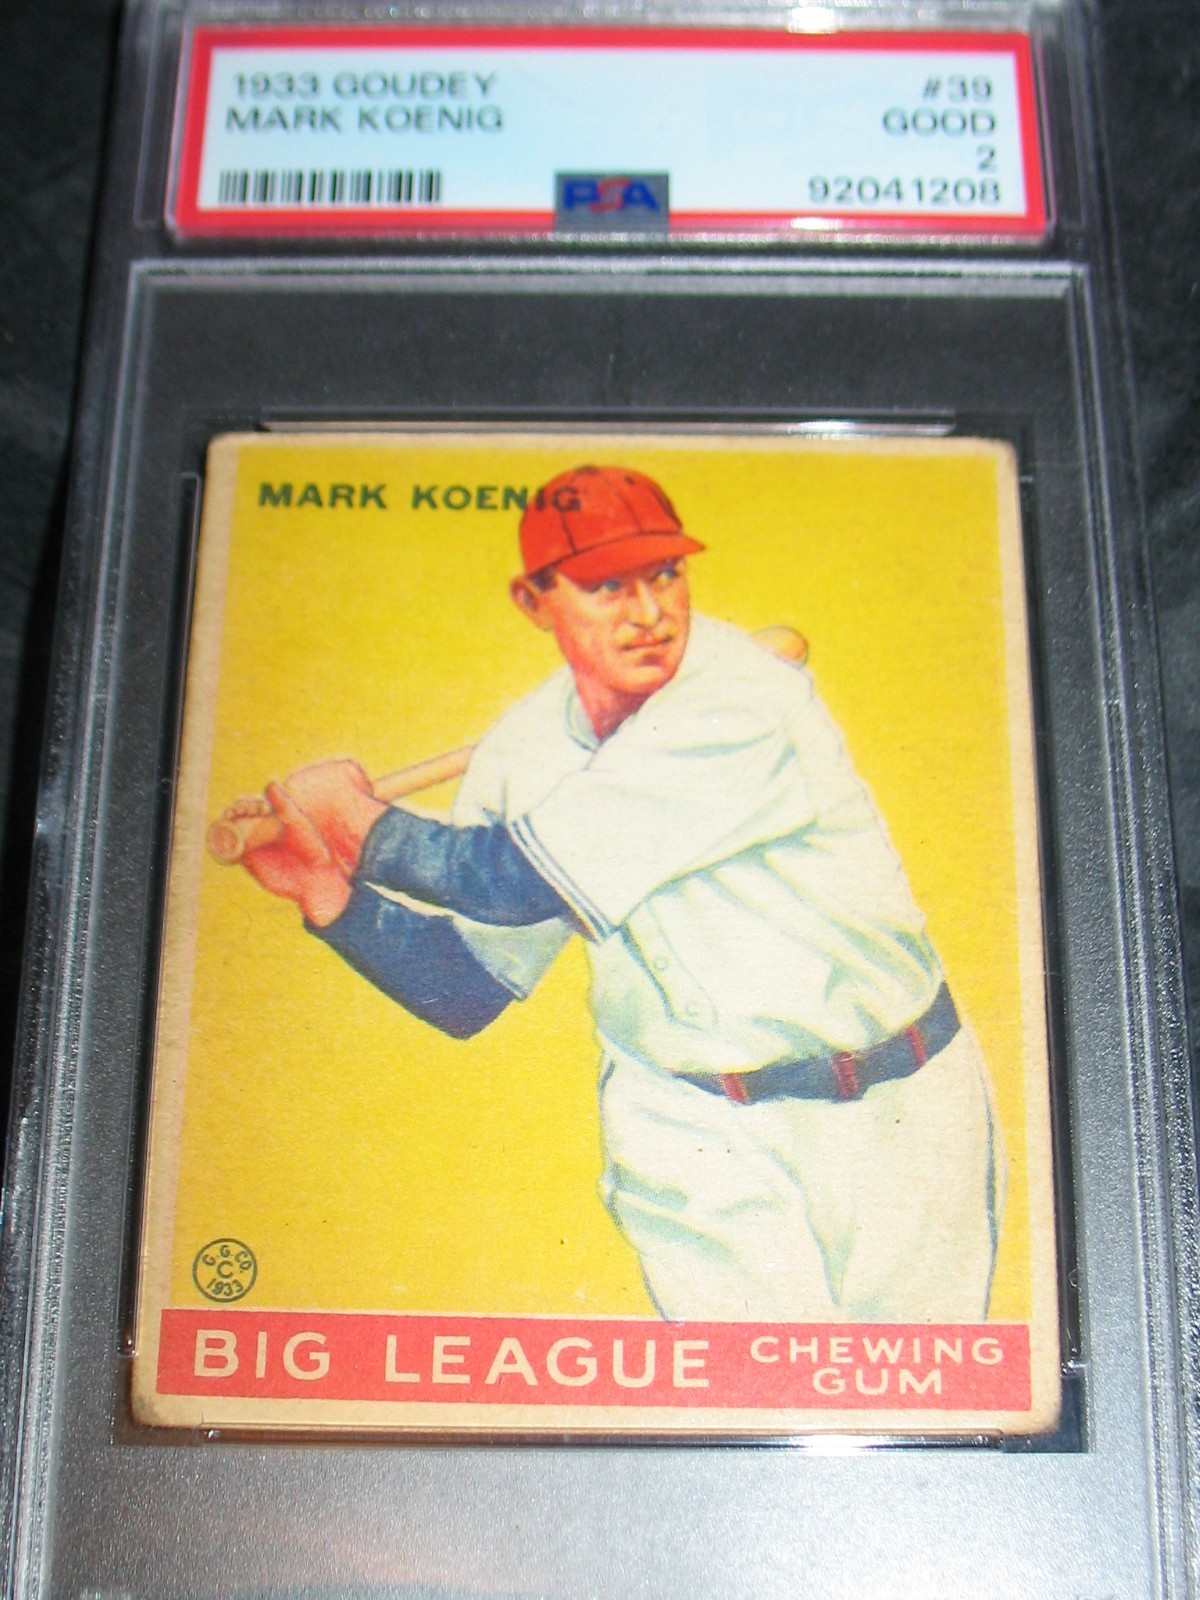 1933 GOUDEY #39
MARK KOENIG GOOD
2
PSA 92041208
MARK KOENIG
G. G. CO.
C
1933
BIG LEAGUE CHEWING
GUM